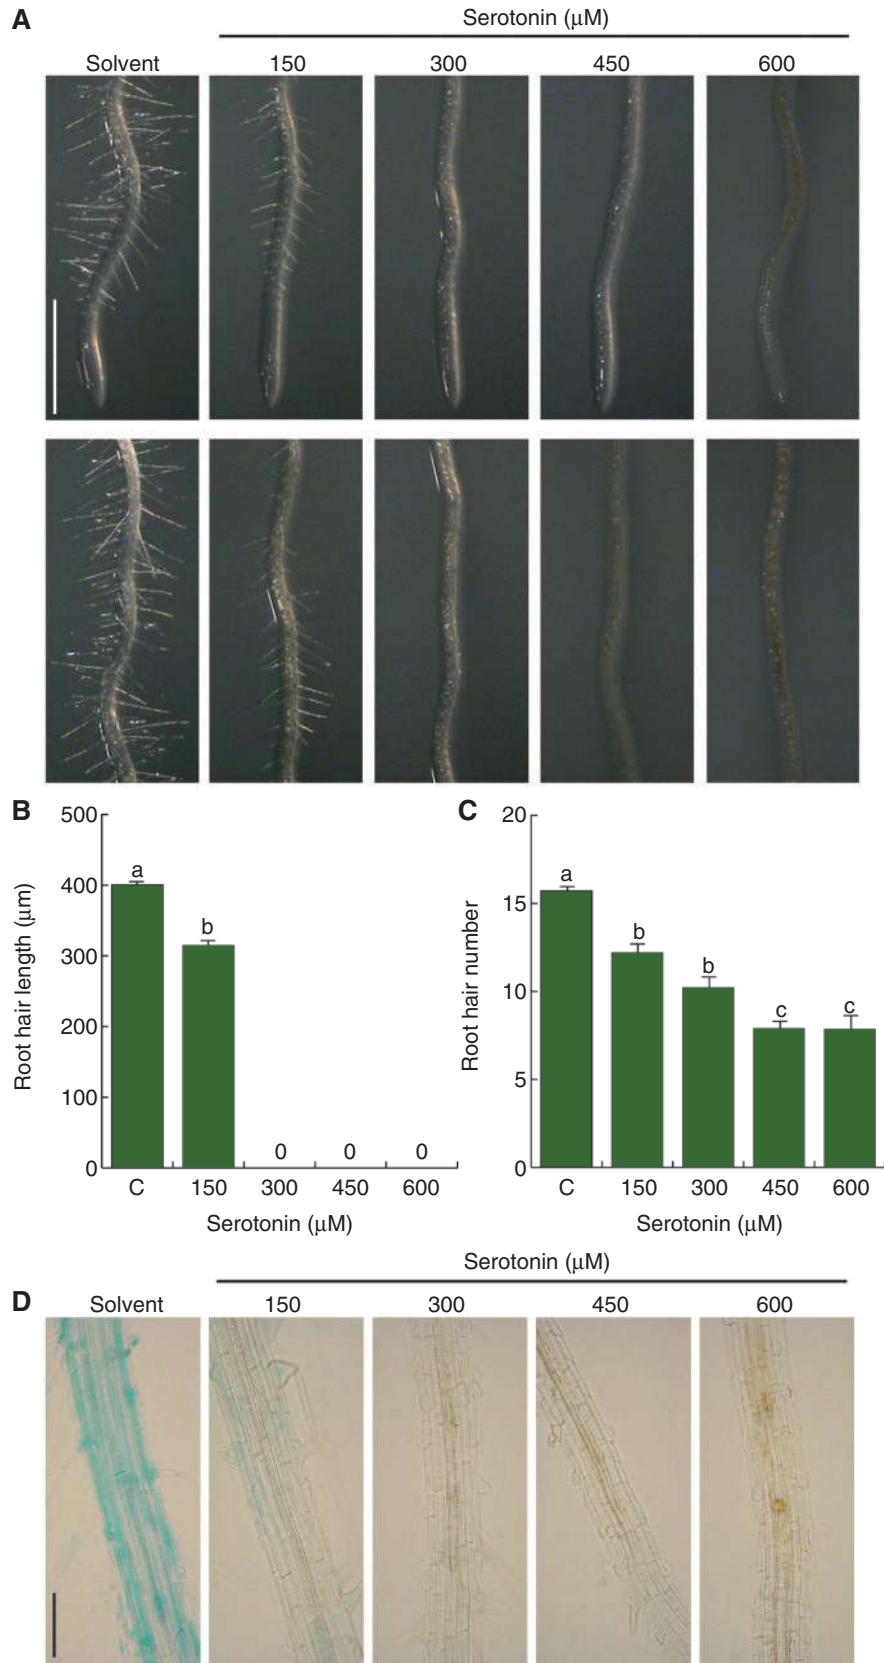 A
Serotonin (μM)
Solvent 150 300 450 600
B
500
400
300
200
100
0
Root hair length (μm)
a
b
0 0 0
C 150 300 450 600
Serotonin (μM)
C
20
15
10
5
0
Root hair number
a
b
b
c
c
C 150 300 450 600
Serotonin (μM)
D
Serotonin (μM)
Solvent 150 300 450 600